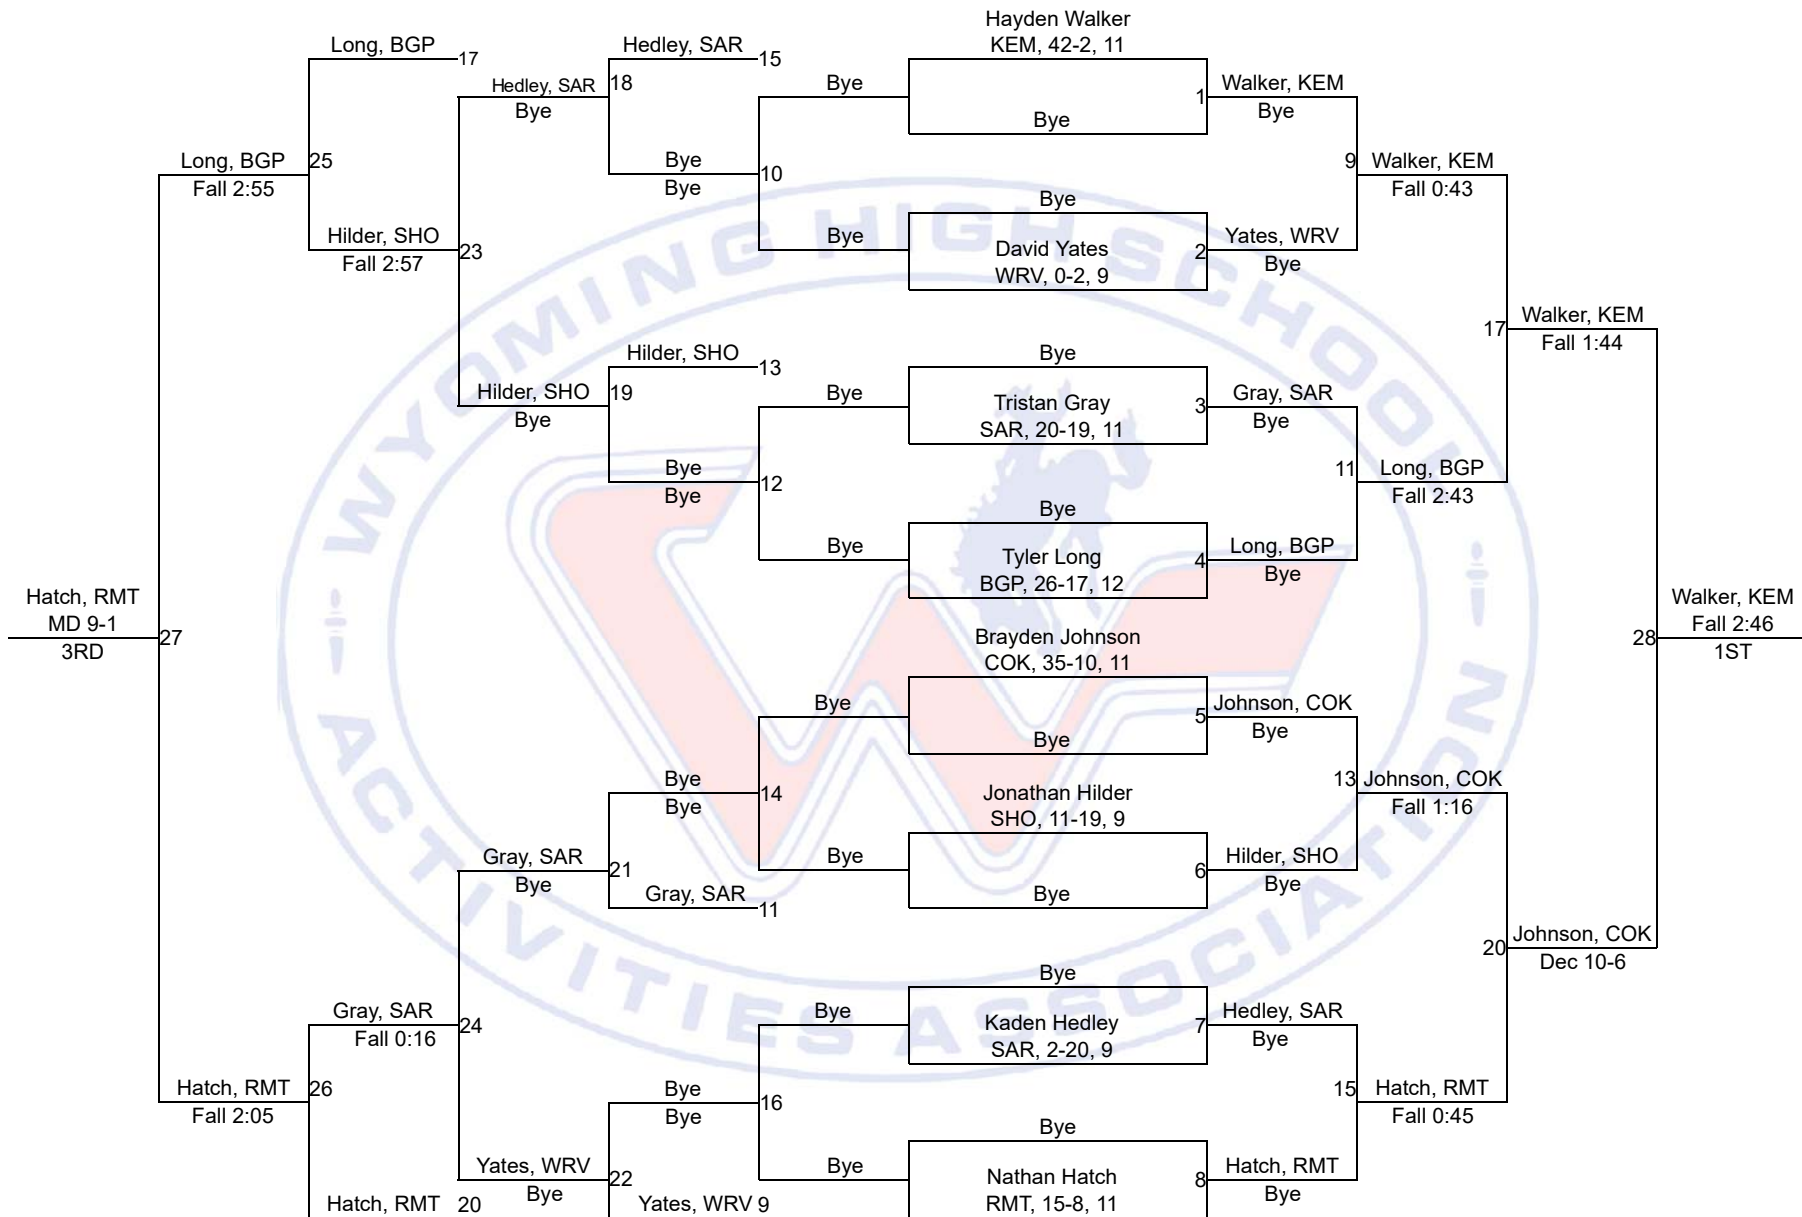 Hayden Walker
KEM, 42-2, 11
Long, BGP
17
Hedley, SAR
15
Hedley, SAR
Bye
18
Bye
Bye
1
Walker, KEM
Bye
Long, BGP
Fall 2:55
25
Bye
Bye
10
9
Walker, KEM
Fall 0:43
Hilder, SHO
Fall 2:57
23
Bye
Bye
David Yates
WRV, 0-2, 9
2
Yates, WRV
Bye
17
Walker, KEM
Fall 1:44
Hilder, SHO
13
Hilder, SHO
Bye
19
Bye
Bye
Tristan Gray
SAR, 20-19, 11
3
Gray, SAR
Bye
Bye
Bye
12
11
Long, BGP
Fall 2:43
Bye
Bye
Tyler Long
BGP, 26-17, 12
4
Long, BGP
Bye
Hatch, RMT
MD 9-1
3RD
27
28
Walker, KEM
Fall 2:46
1ST
Brayden Johnson
COK, 35-10, 11
Bye
Bye
5
Johnson, COK
Bye
Bye
Bye
14
13
Johnson, COK
Fall 1:16
Jonathan Hilder
SHO, 11-19, 9
Gray, SAR
Bye
21
Gray, SAR
11
Bye
Bye
6
Hilder, SHO
Bye
20
Johnson, COK
Dec 10-6
Gray, SAR
Fall 0:16
24
Bye
Bye
Kaden Hedley
SAR, 2-20, 9
7
Hedley, SAR
Bye
Hatch, RMT
Fall 2:05
26
Bye
Bye
16
15
Hatch, RMT
Fall 0:45
Yates, WRV
Bye
22
Bye
Bye
Nathan Hatch
RMT, 15-8, 11
8
Hatch, RMT
Bye
Hatch, RMT
20
Yates, WRV
9
WYOMING HIGH SCHOOL
ACTIVITIES ASSOCIATION